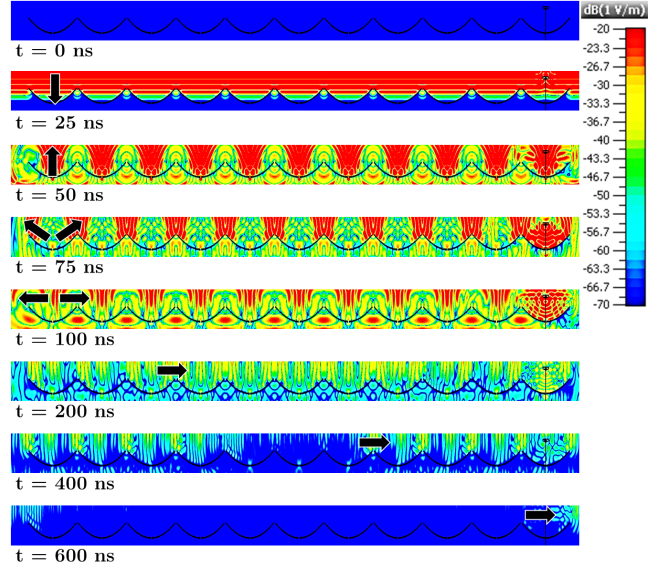 dB(1 V/m)
-20
-23.3
-26.7
-30
-33.3
-36.7
-40
-43.3
-46.7
-50
-53.3
-56.7
-60
-63.3
-66.7
-70
t = 0 ns
t = 25 ns
t = 50 ns
t = 75 ns
t = 100 ns
t = 200 ns
t = 400 ns
t = 600 ns